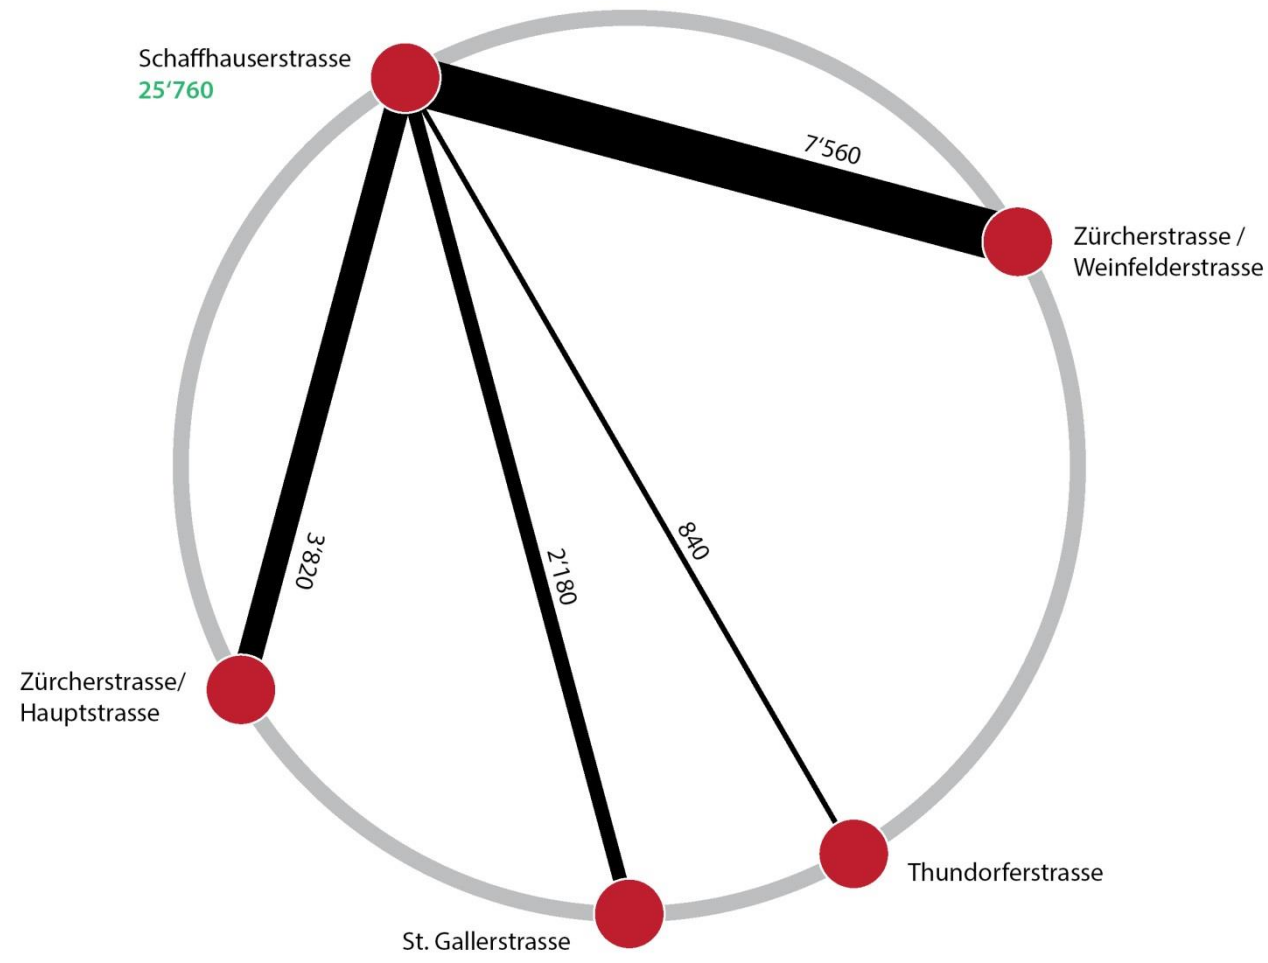 Schaffhauserstrasse
25‘760
7‘560
Zürcherstrasse /
Weinfelderstrasse
840
3‘820
2‘180
Zürcherstrasse/
Hauptstrasse
Thundorferstrasse
St. Gallerstrasse